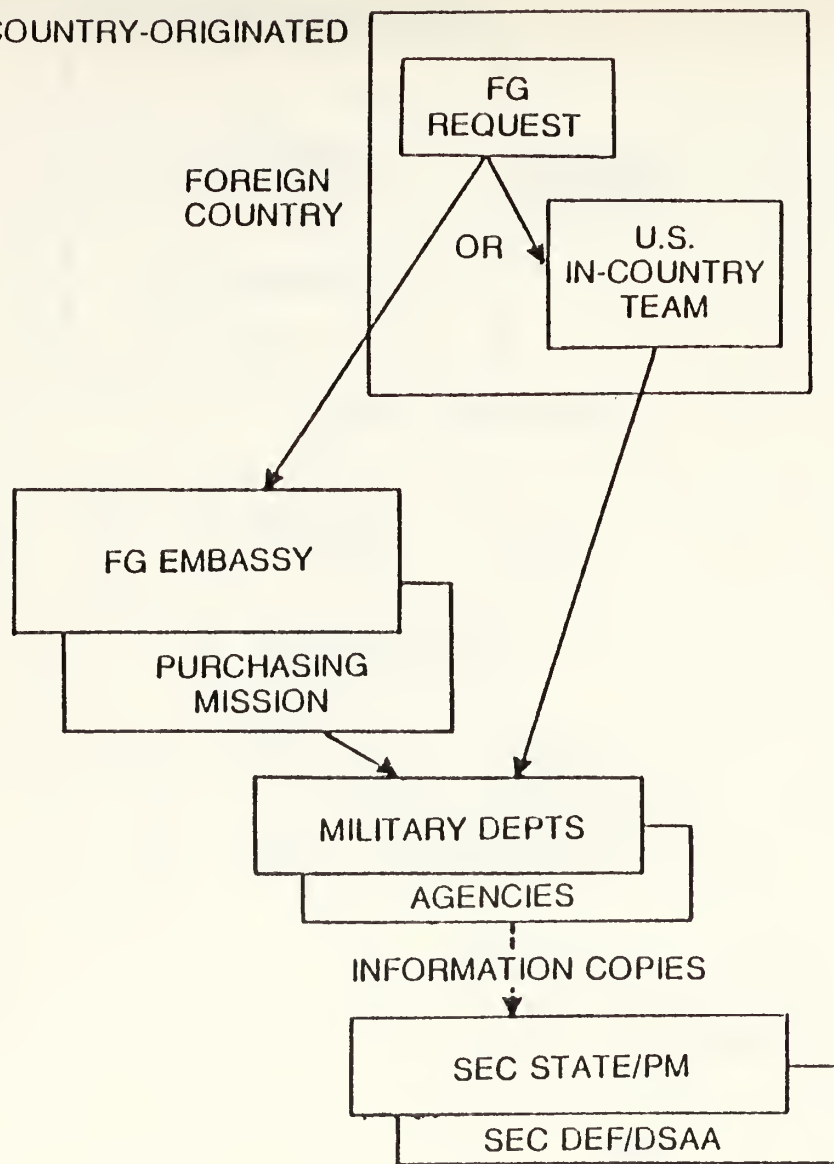 COUNTRY-ORIGINATED
FG
REQUEST
FOREIGN
COUNTRY
OR
U.S.
IN-COUNTRY
TEAM
FG EMBASSY
PURCHASING
MISSION
MILITARY DEPTS
AGENCIES
INFORMATION COPIES
SEC STATE/PM
SEC DEF/DSAA